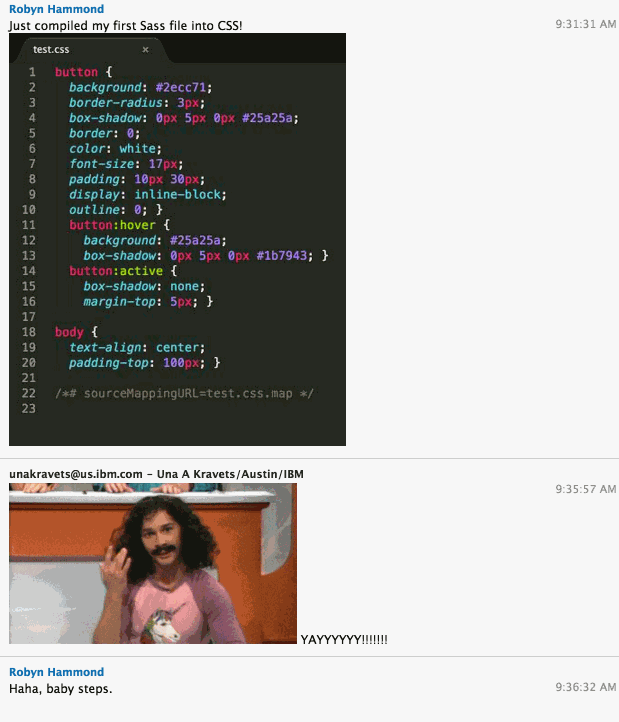 Robyn Hammond
Just compiled my first Sass file into CSS! 9:31:31 AM
test.css ×
1 button {
2 background: #2ecc71;
3 border-radius: 3px;
4 box-shadow: 0px 5px 0px #25a25a;
5 border: 0;
6 color: white;
7 font-size: 17px;
8 padding: 10px 30px;
9 display: inline-block;
10 outline: 0; }
11 button:hover {
12 background: #25a25a;
13 box-shadow: 0px 5px 0px #1b7943; }
14 button:active {
15 box-shadow: none;
16 margin-top: 5px; }
17
18 body {
19 text-align: center;
20 padding-top: 100px; }
21
22 /*# sourceMappingURL=test.css.map */
23
unakravets@us.ibm.com - Una A Kravets/Austin/IBM
9:35:57 AM
YAYYYYYY!!!!!!!
Robyn Hammond
Haha, baby steps. 9:36:32 AM